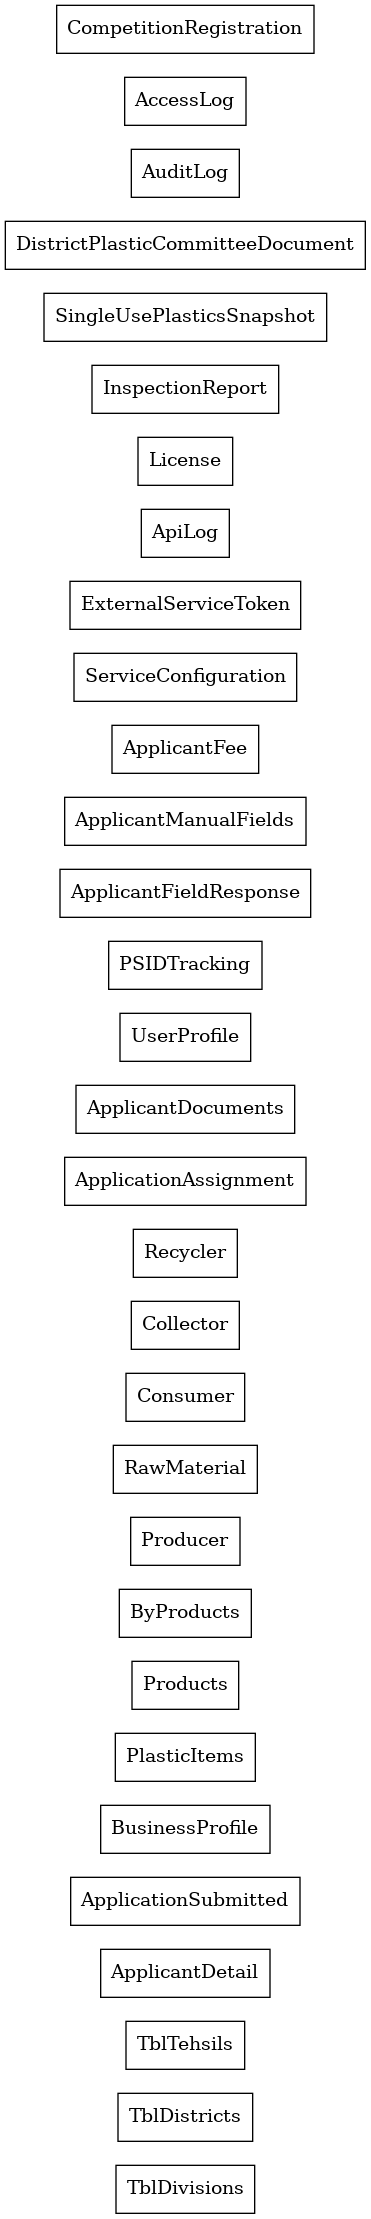 CompetitionRegistration
AccessLog
AuditLog
DistrictPlasticCommitteeDocument
SingleUsePlasticsSnapshot
InspectionReport
License
ApiLog
ExternalServiceToken
ServiceConfiguration
ApplicantFee
ApplicantManualFields
ApplicantFieldResponse
PSIDTracking
UserProfile
ApplicantDocuments
ApplicationAssignment
Recycler
Collector
Consumer
RawMaterial
Producer
ByProducts
Products
PlasticItems
BusinessProfile
ApplicationSubmitted
ApplicantDetail
TblTehsils
TblDistricts
TblDivisions